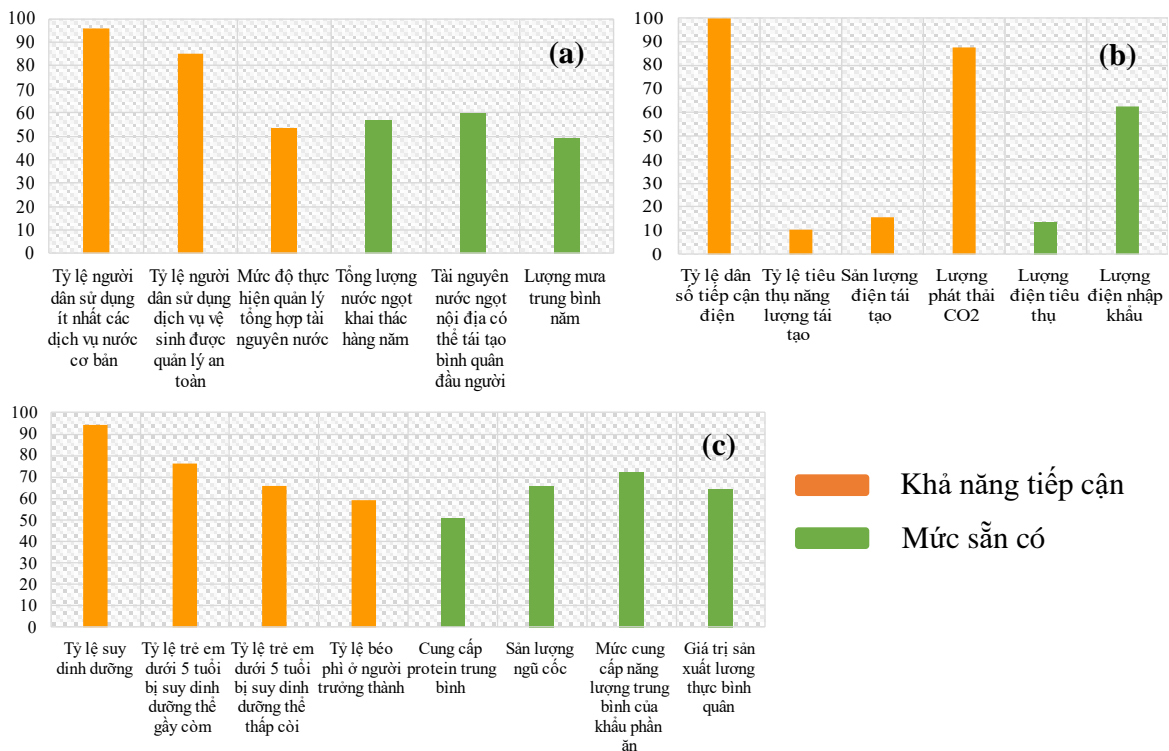 100
90
80
70
60
50
40
30
20
10
0
(a)
Tỷ lệ người
dân sử dụng
ít nhất các
dịch vụ nước
cơ bản
Tỷ lệ người
dân sử dụng
dịch vụ vệ
sinh được
quản lý an
toàn
Mức độ thực
hiện quản lý
tổng hợp tài
nguyên nước
Tổng lượng
nước ngọt
khai thác
hàng năm
Tài nguyên
nước ngọt
nội địa có
thể tái tạo
bình quân
đầu người
Lượng mưa
trung bình
năm
100
90
80
70
60
50
40
30
20
10
0
(b)
Tỷ lệ dân
số tiếp cận
điện
Tỷ lệ tiêu
thụ năng
lượng tái
tạo
Sản lượng
điện tái
tạo
Lượng
phát thải
CO2
Lượng
điện tiêu
thụ
Lượng
điện nhập
khẩu
100
90
80
70
60
50
40
30
20
10
0
(c)
Tỷ lệ suy
dinh dưỡng
Tỷ lệ trẻ em
dưới 5 tuổi
bị suy dinh
dưỡng thể
gầy còm
Tỷ lệ trẻ em
dưới 5 tuổi
bị suy dinh
dưỡng thể
thấp còi
Tỷ lệ béo
phì ở người
trưởng thành
Cung cấp
protein trung
bình
Sản lượng
ngũ cốc
Mức cung
cấp năng
lượng trung
bình của
khẩu phần
ăn
Giá trị sản
xuất lương
thực bình
quân
Khả năng tiếp cận
Mức sẵn có